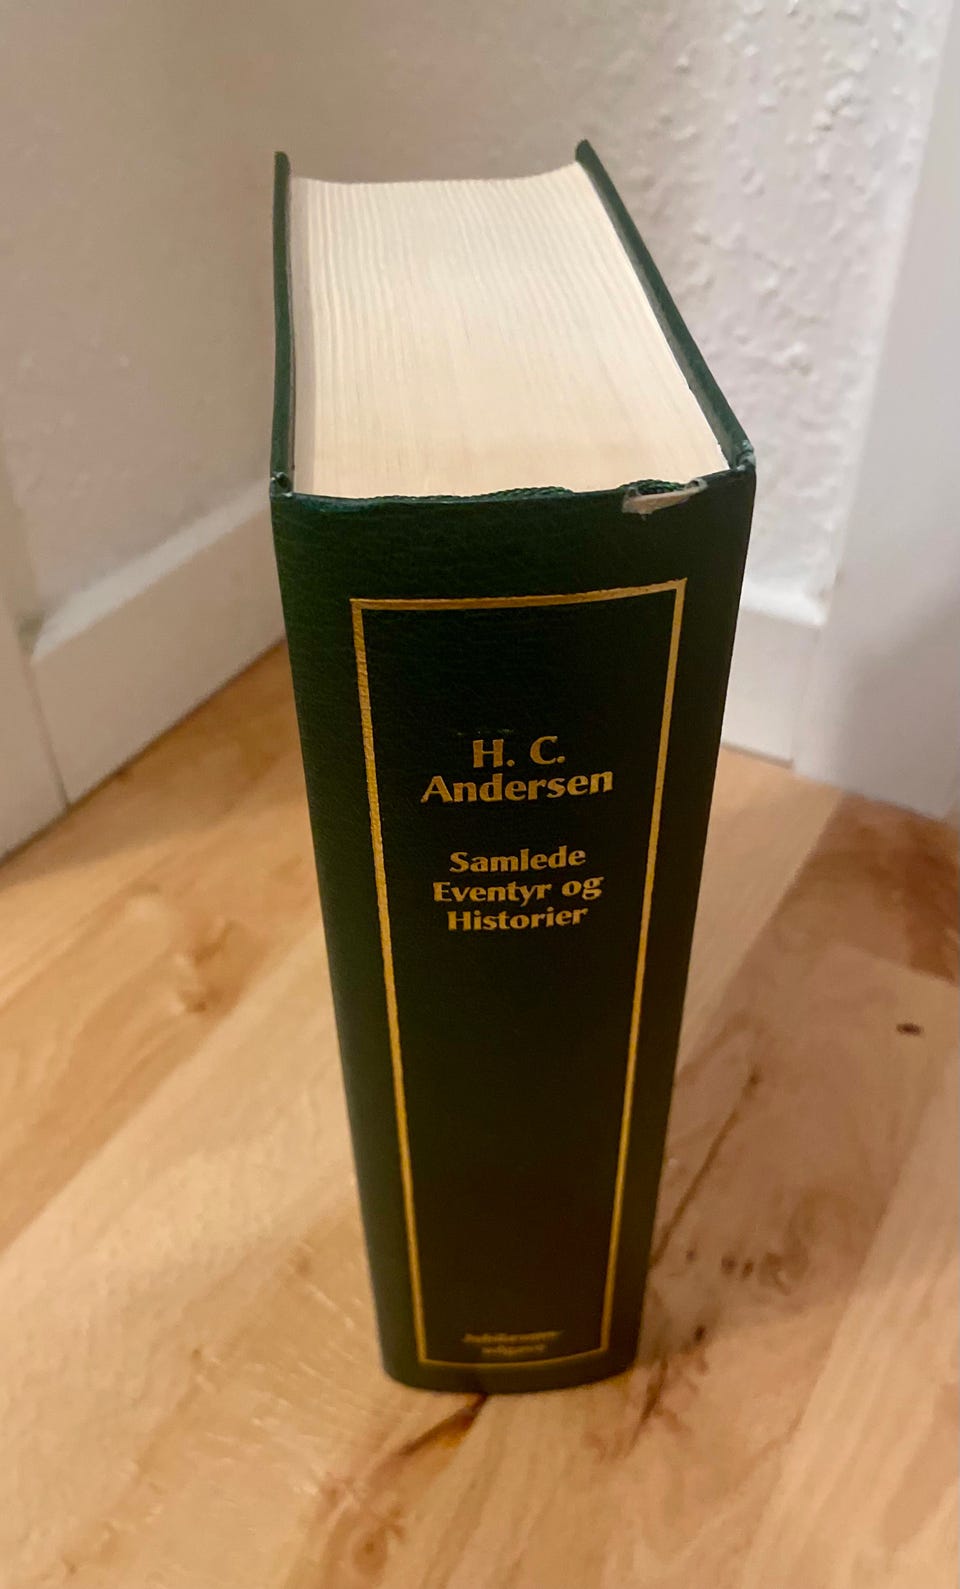 H. C.
Andersen
Samlede
Eventyr og
Historier